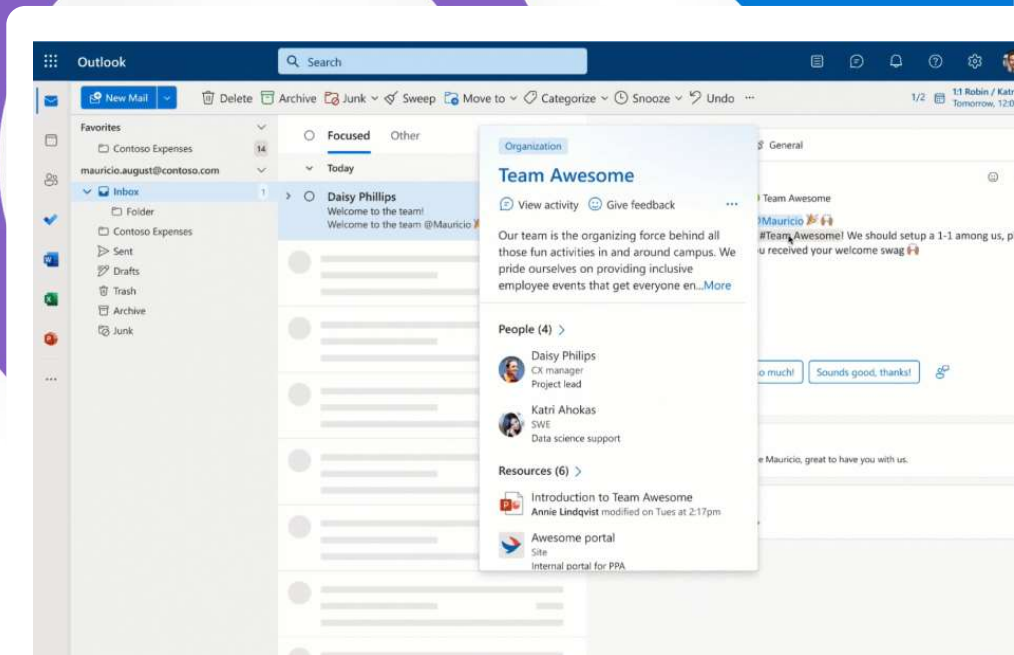 Outlook
Search
New Mail
Delete
Archive
Junk
Sweep
Move to
Categorize
Snooze
Undo
1/2
1:1 Robin / Katr
Tomorrow, 12:0
Favorites
Contoso Expenses
14
mauricio.august@contoso.com
Inbox
1
Folder
Contoso Expenses
Sent
Drafts
Trash
Archive
Junk
Focused
Other
Today
Daisy Phillips
Welcome to the team!
Welcome to the team @Mauricio
Organization
Team Awesome
View activity
Give feedback
Our team is the organizing force behind all
those fun activities in and around campus. We
pride ourselves on providing inclusive
employee events that get everyone en...More
People (4) >
Daisy Philips
CX manager
Project lead
Katri Ahokas
SWE
Data science support
Resources (6) >
Introduction to Team Awesome
Annie Lindqvist modified on Tues at 2:17pm
Awesome portal
Site
Internal portal for PPA
General
Team Awesome
@Mauricio
#Team Awesome! We should setup a 1-1 among us, p
u received your welcome swag
o much!
Sounds good, thanks!
e Mauricio, great to have you with us.